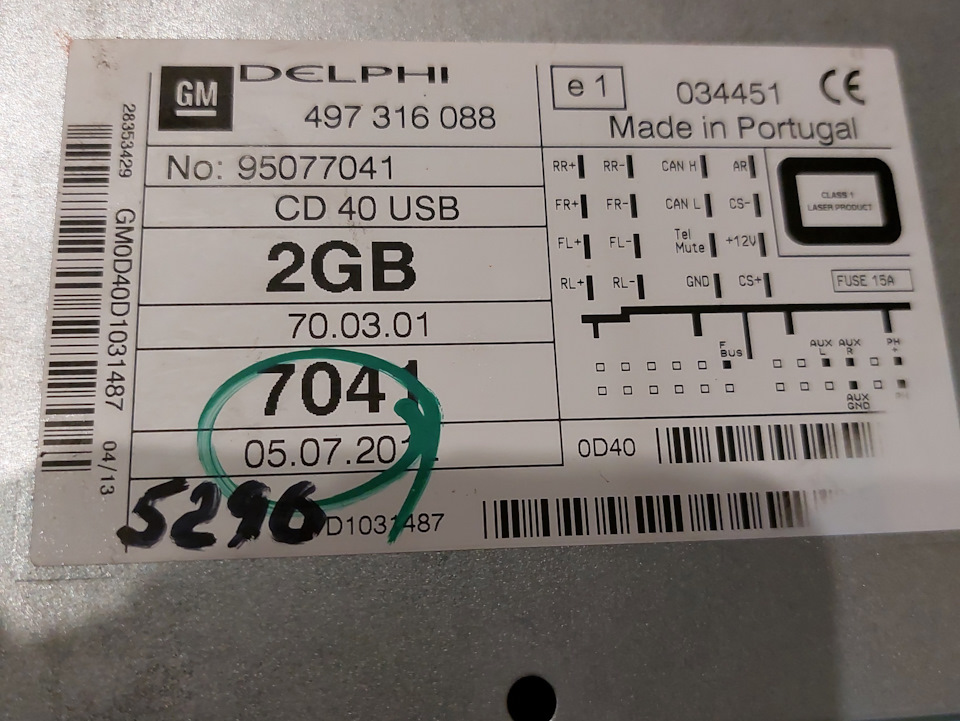 28353429
GM0D40D1031487
04/13
GM DELPHI
497 316 088
No: 95077041
CD 40 USB
2GB
70.03.01
7041
05.07.20
5296
D1031487
e 1
034451 CE
Made in Portugal
RR+ RR- CAN H AR
FR+ FR- CAN L CS-
FL+ FL- Tel Mute +12V
RL+ RL- GND CS+
CLASS 1
LASER PRODUCT
FUSE 15A
F BUS
AUX L
AUX R
PH +
AUX GND
0D40